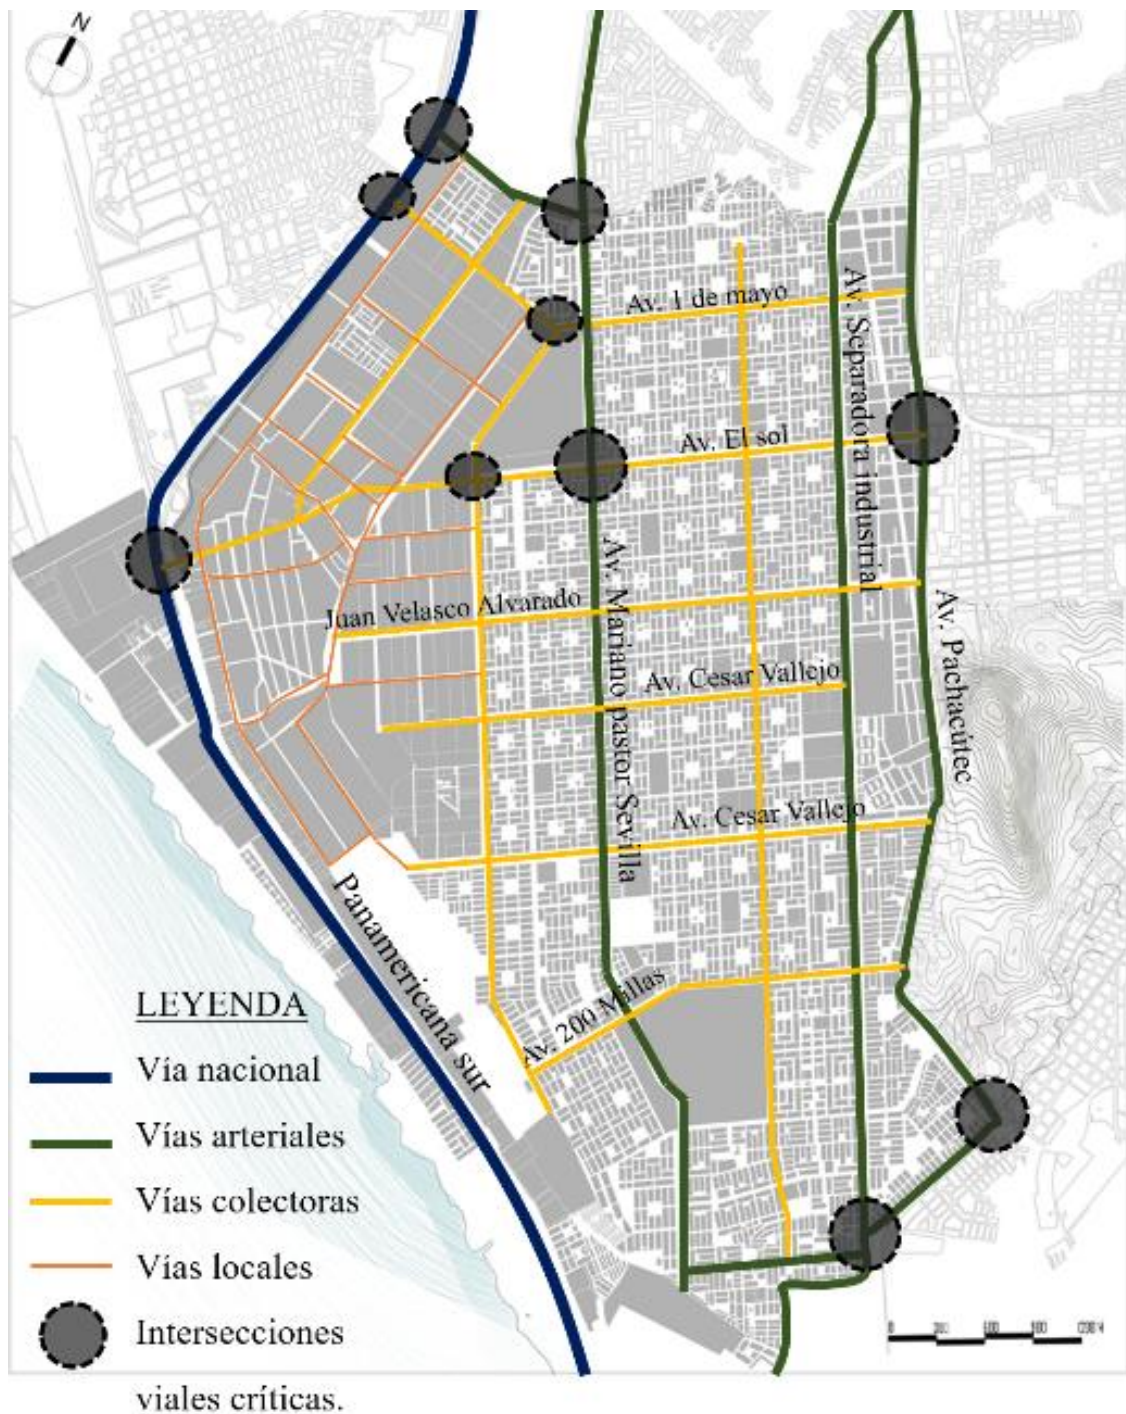 N
Av. 1 de mayo
Av. Separadora industrial
Av. El sol
Av. Mariano pastor Sevilla
Juan Velasco Alvarado
Av. Pachacútec
Av. Cesar Vallejo
Av. Cesar Vallejo
Panamericana sur
Av. 200 Millas
LEYENDA
Vía nacional
Vías arteriales
Vías colectoras
Vías locales
Intersecciones
viales críticas.
0